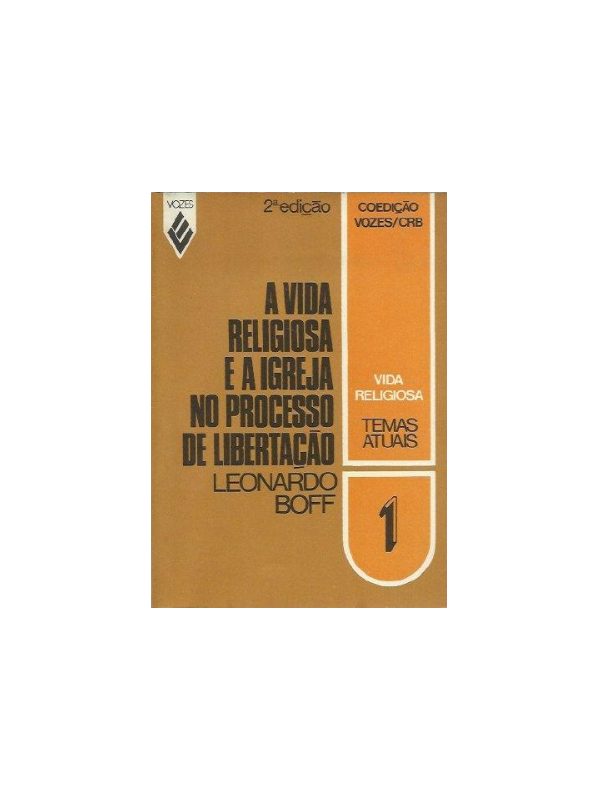 VOZES
2ª edição
COEDIÇÃO
VOZES/CRB
A VIDA
RELIGIOSA
E A IGREJA
NO PROCESSO
DE LIBERTAÇÃO
LEONARDO
BOFF
VIDA
RELIGIOSA
TEMAS
ATUAIS
1